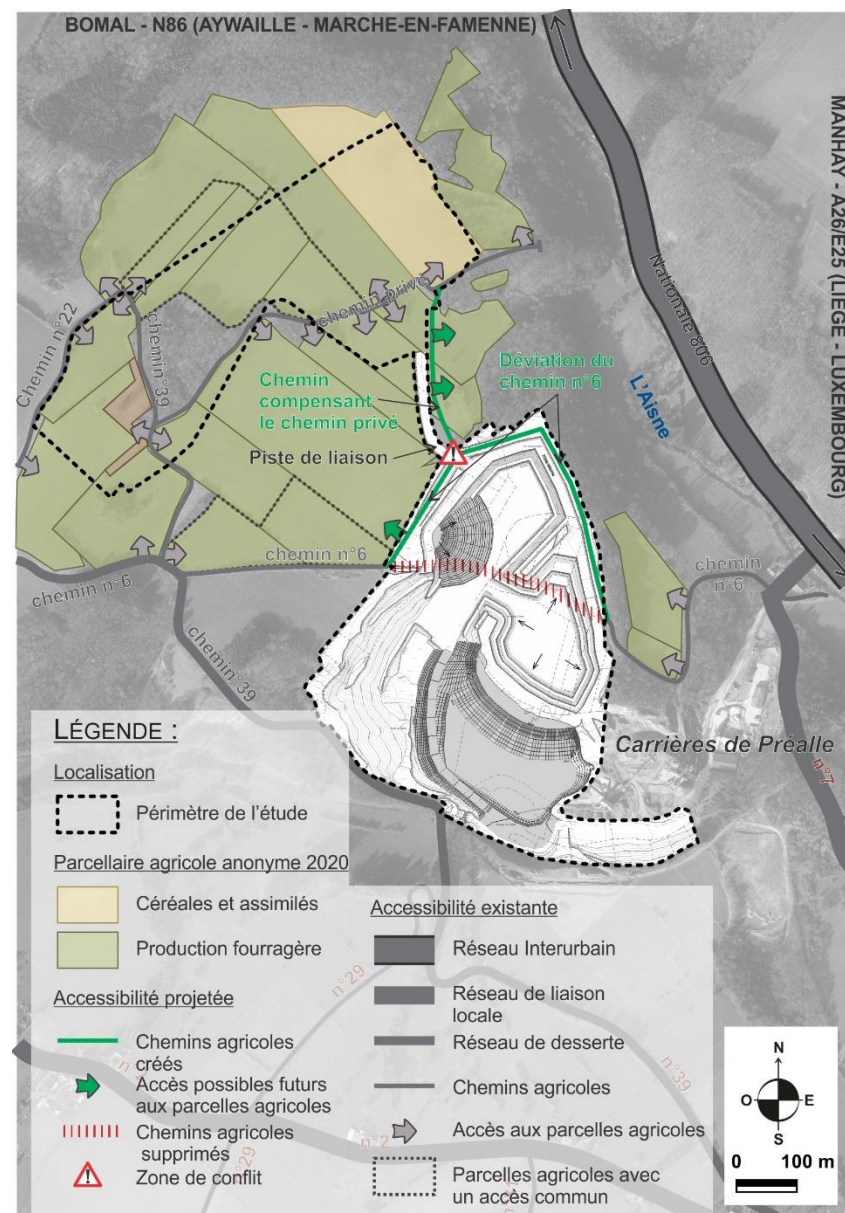 BOMAL - N86 (AYWAILLE - MARCHE-EN-FAMENNE)
MANHAY - A26/E25 (LIEGE - LUXEMBOURG)
Nationale 806
L'Aisne
Chemin n°22
chemin n°39
chemin privé
Chemin
compensant
le chemin privé
Déviation du
chemin n°6
Piste de liaison
chemin n°6
chemin n°6
chemin
n°6
chemin n°39
Carrières de Préalle
n°7
LÉGENDE :
Localisation
Périmètre de l'étude
Parcellaire agricole anonyme 2020
Céréales et assimilés
Production fourragère
Accessibilité projetée
Chemins agricoles
créés
Accès possibles futurs
aux parcelles agricoles
Chemins agricoles
supprimés
Zone de conflit
Accessibilité existante
Réseau Interurbain
Réseau de liaison
locale
Réseau de desserte
Chemins agricoles
Accès aux parcelles agricoles
Parcelles agricoles avec
un accès commun
n°29
n°39
n°2
n°29
N
O
E
S
0 100 m